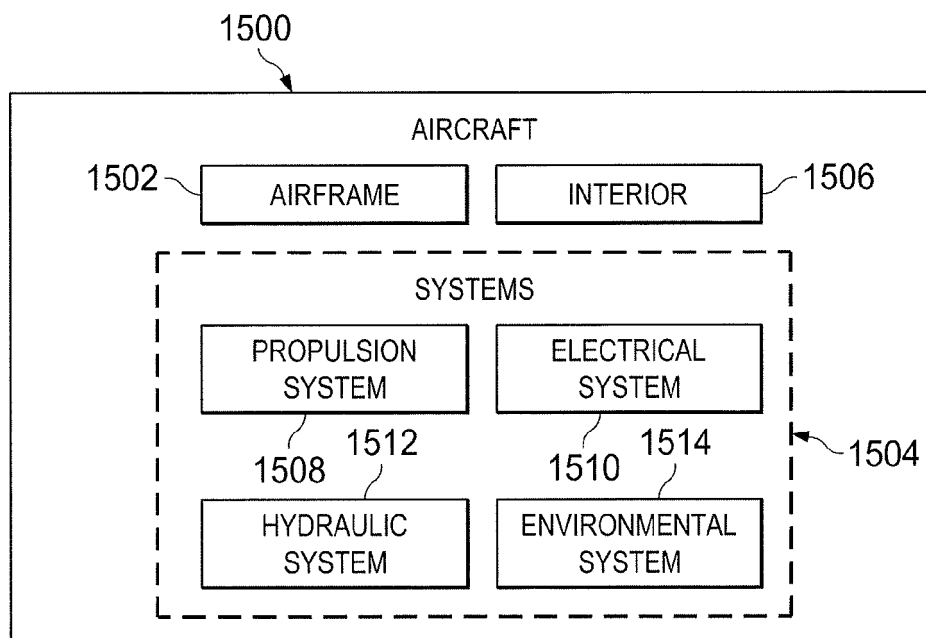 1500
AIRCRAFT
1502
AIRFRAME
INTERIOR
1506
SYSTEMS
PROPULSION
SYSTEM
ELECTRICAL
SYSTEM
1508
1512
1510
1514
1504
HYDRAULIC
SYSTEM
ENVIRONMENTAL
SYSTEM